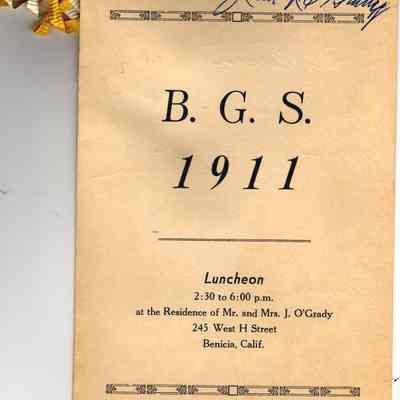 B. G. S.
1911
Luncheon
2:30 to 6:00 p.m.
at the Residence of Mr. and Mrs. J. O'Grady
245 West H Street
Benicia, Calif.